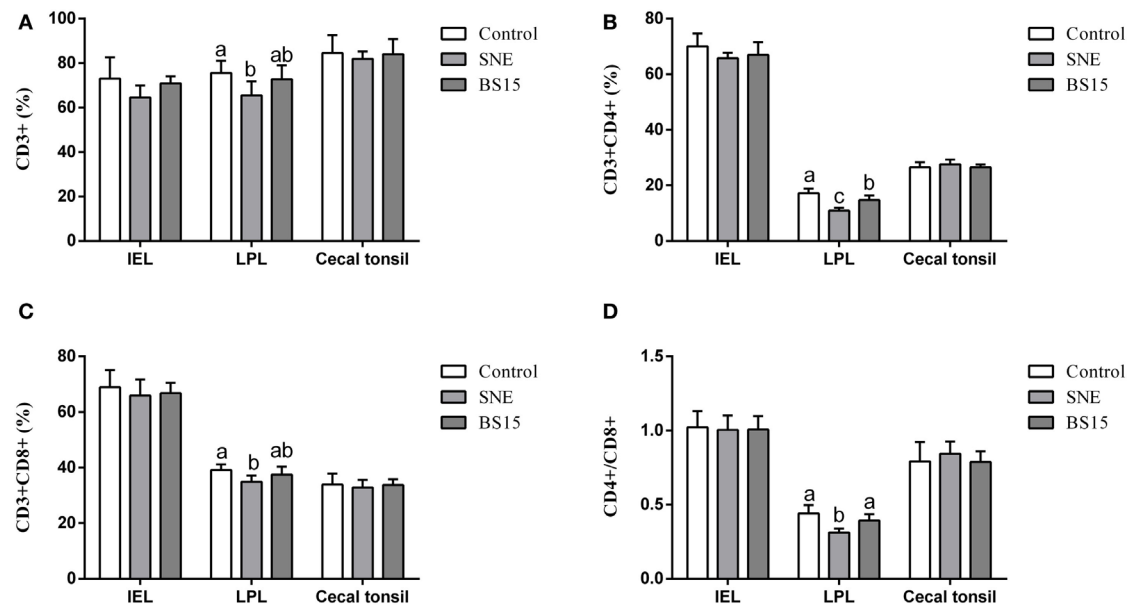 A
CD3+ (%)
100
80
60
40
20
0
a
b
ab
IEL
LPL
Cecal tonsil
Control
SNE
BS15
B
CD3+CD4+ (%)
80
60
40
20
0
a
c
b
IEL
LPL
Cecal tonsil
Control
SNE
BS15
C
CD3+CD8+ (%)
80
60
40
20
0
a
b
ab
IEL
LPL
Cecal tonsil
Control
SNE
BS15
D
CD4+/CD8+
1.5
1.0
0.5
0.0
a
b
a
IEL
LPL
Cecal tonsil
Control
SNE
BS15